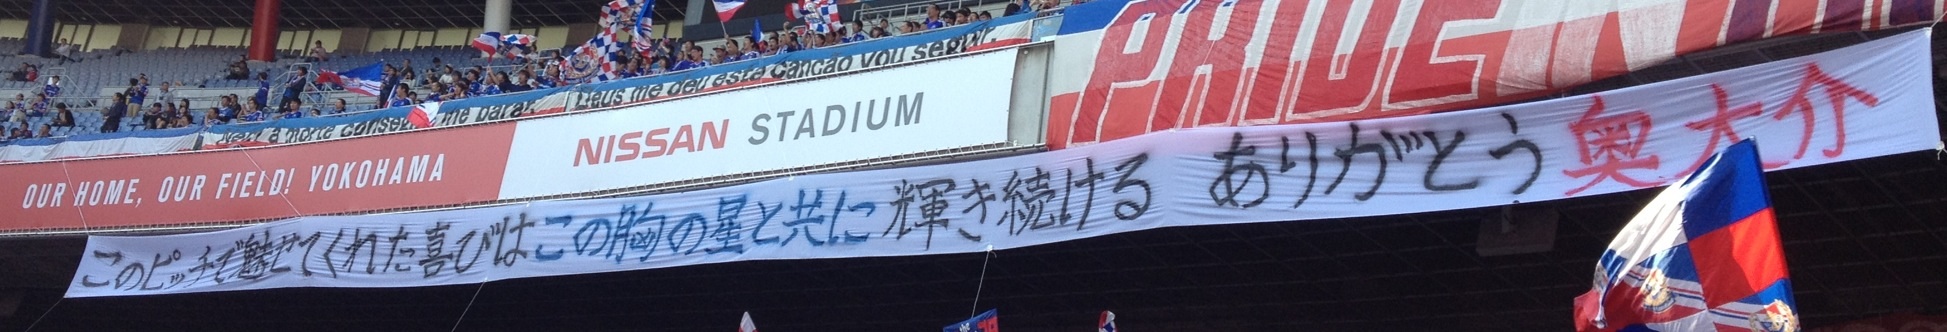 Deus me deu esta canção vou seguir.
PRIDE
NISSAN STADIUM
OUR HOME, OUR FIELD! YOKOHAMA
このピッチで魅せてくれた喜びはこの胸の星と共に輝き続ける ありがとう奥大介